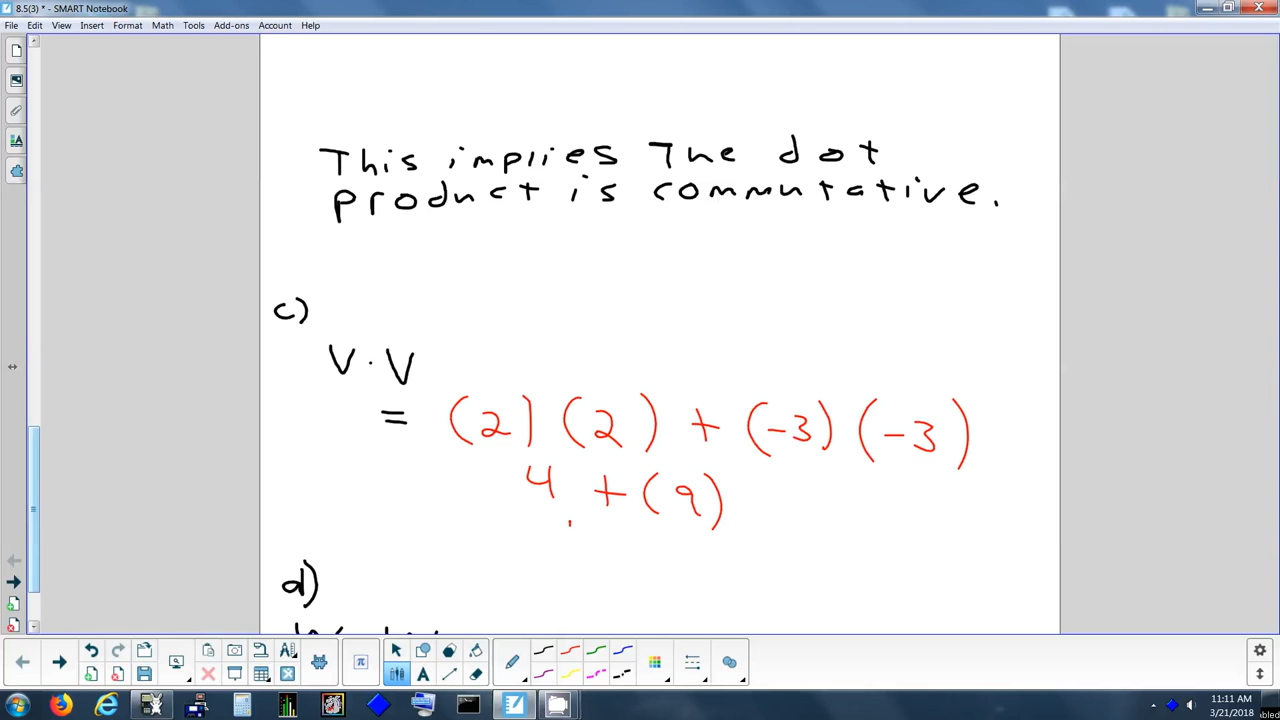 8.5(3) * - SMART Notebook
File Edit View Insert Format Math Tools Add-ons Account Help
This implies The dot
product is commutative.
c)
V · V
= (2) (2) + (-3) (-3)
4 + (9)
d)
π
A
11:11 AM
3/21/2018